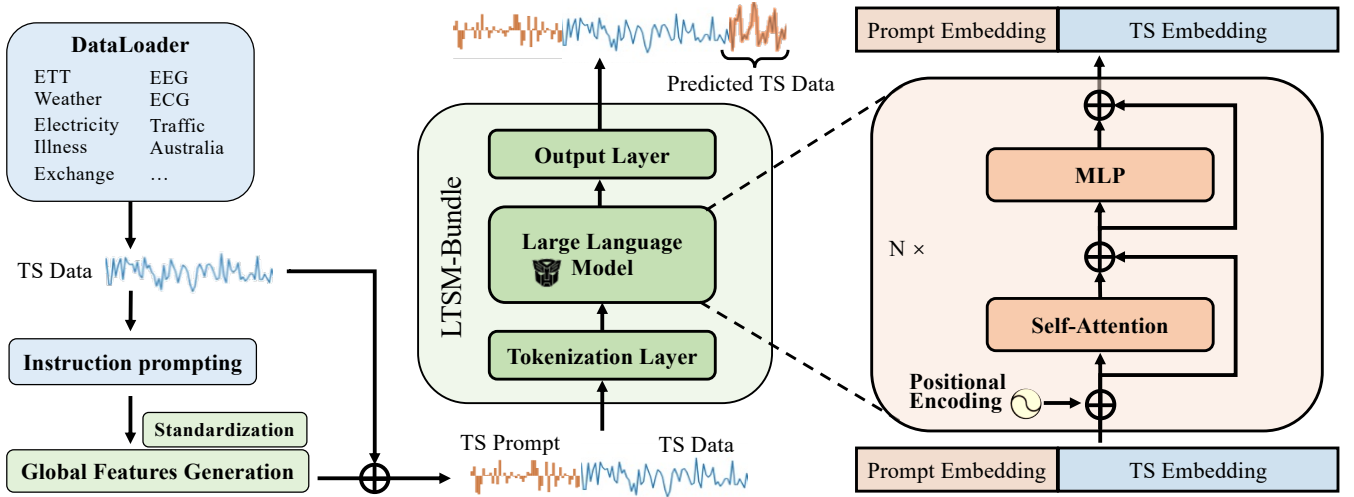 DataLoader
ETT EEG
Weather ECG
Electricity Traffic
Illness Australia
Exchange …
TS Data
Instruction prompting
Standardization
Global Features Generation
Predicted TS Data
LTSM-Bundle
Output Layer
Large Language
Model
Tokenization Layer
TS Prompt TS Data
Prompt Embedding TS Embedding
N ×
MLP
Self-Attention
Positional
Encoding
Prompt Embedding TS Embedding